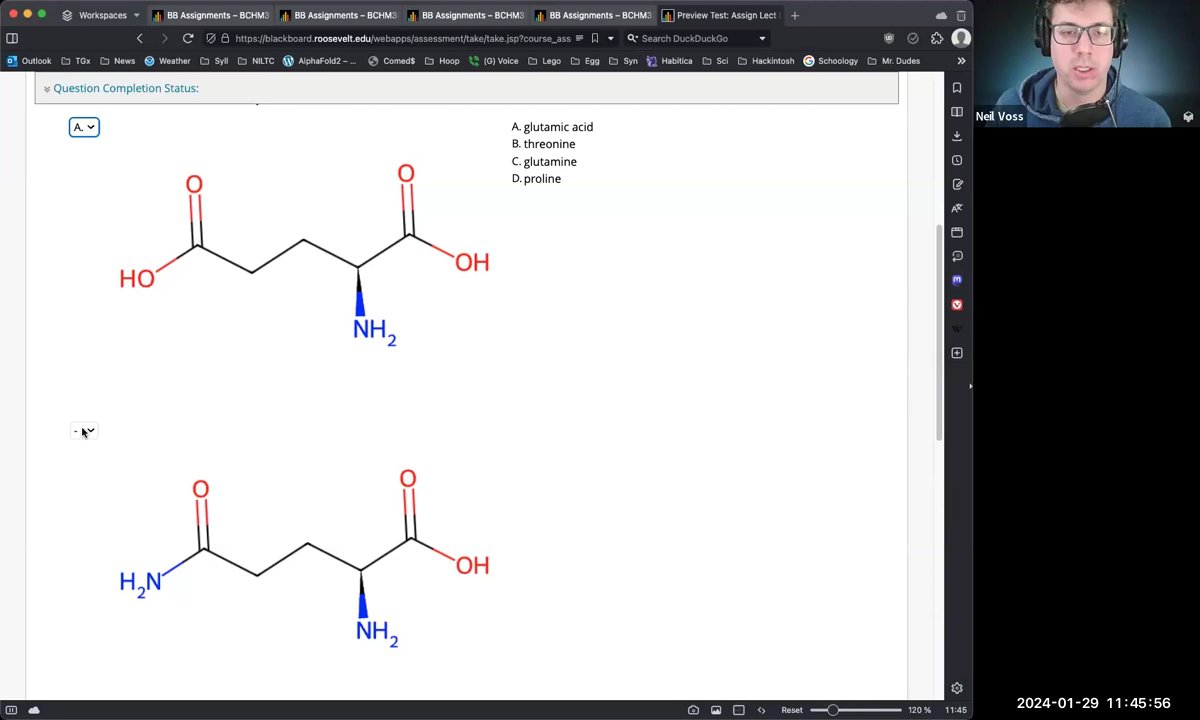 Workspaces
BB Assignments – BCHM3
BB Assignments – BCHM3
BB Assignments – BCHM3
BB Assignments – BCHM3
Preview Test: Assign Lect
https://blackboard.roosevelt.edu/webapps/assessment/take/take.jsp?course_ass
Search DuckDuckGo
Outlook
TGx
News
Weather
Syll
NILTC
AlphaFold2 – ...
Comed$
Hoop
(G) Voice
Lego
Egg
Syn
Habitica
Sci
Hackintosh
Schoology
Mr. Dudes
Neil Voss
Question Completion Status:
A.
A. glutamic acid
B. threonine
C. glutamine
D. proline
O
O
HO
OH
NH2
-
O
O
H2N
OH
NH2
Reset
120 %
11:45
2024-01-29 11:45:56